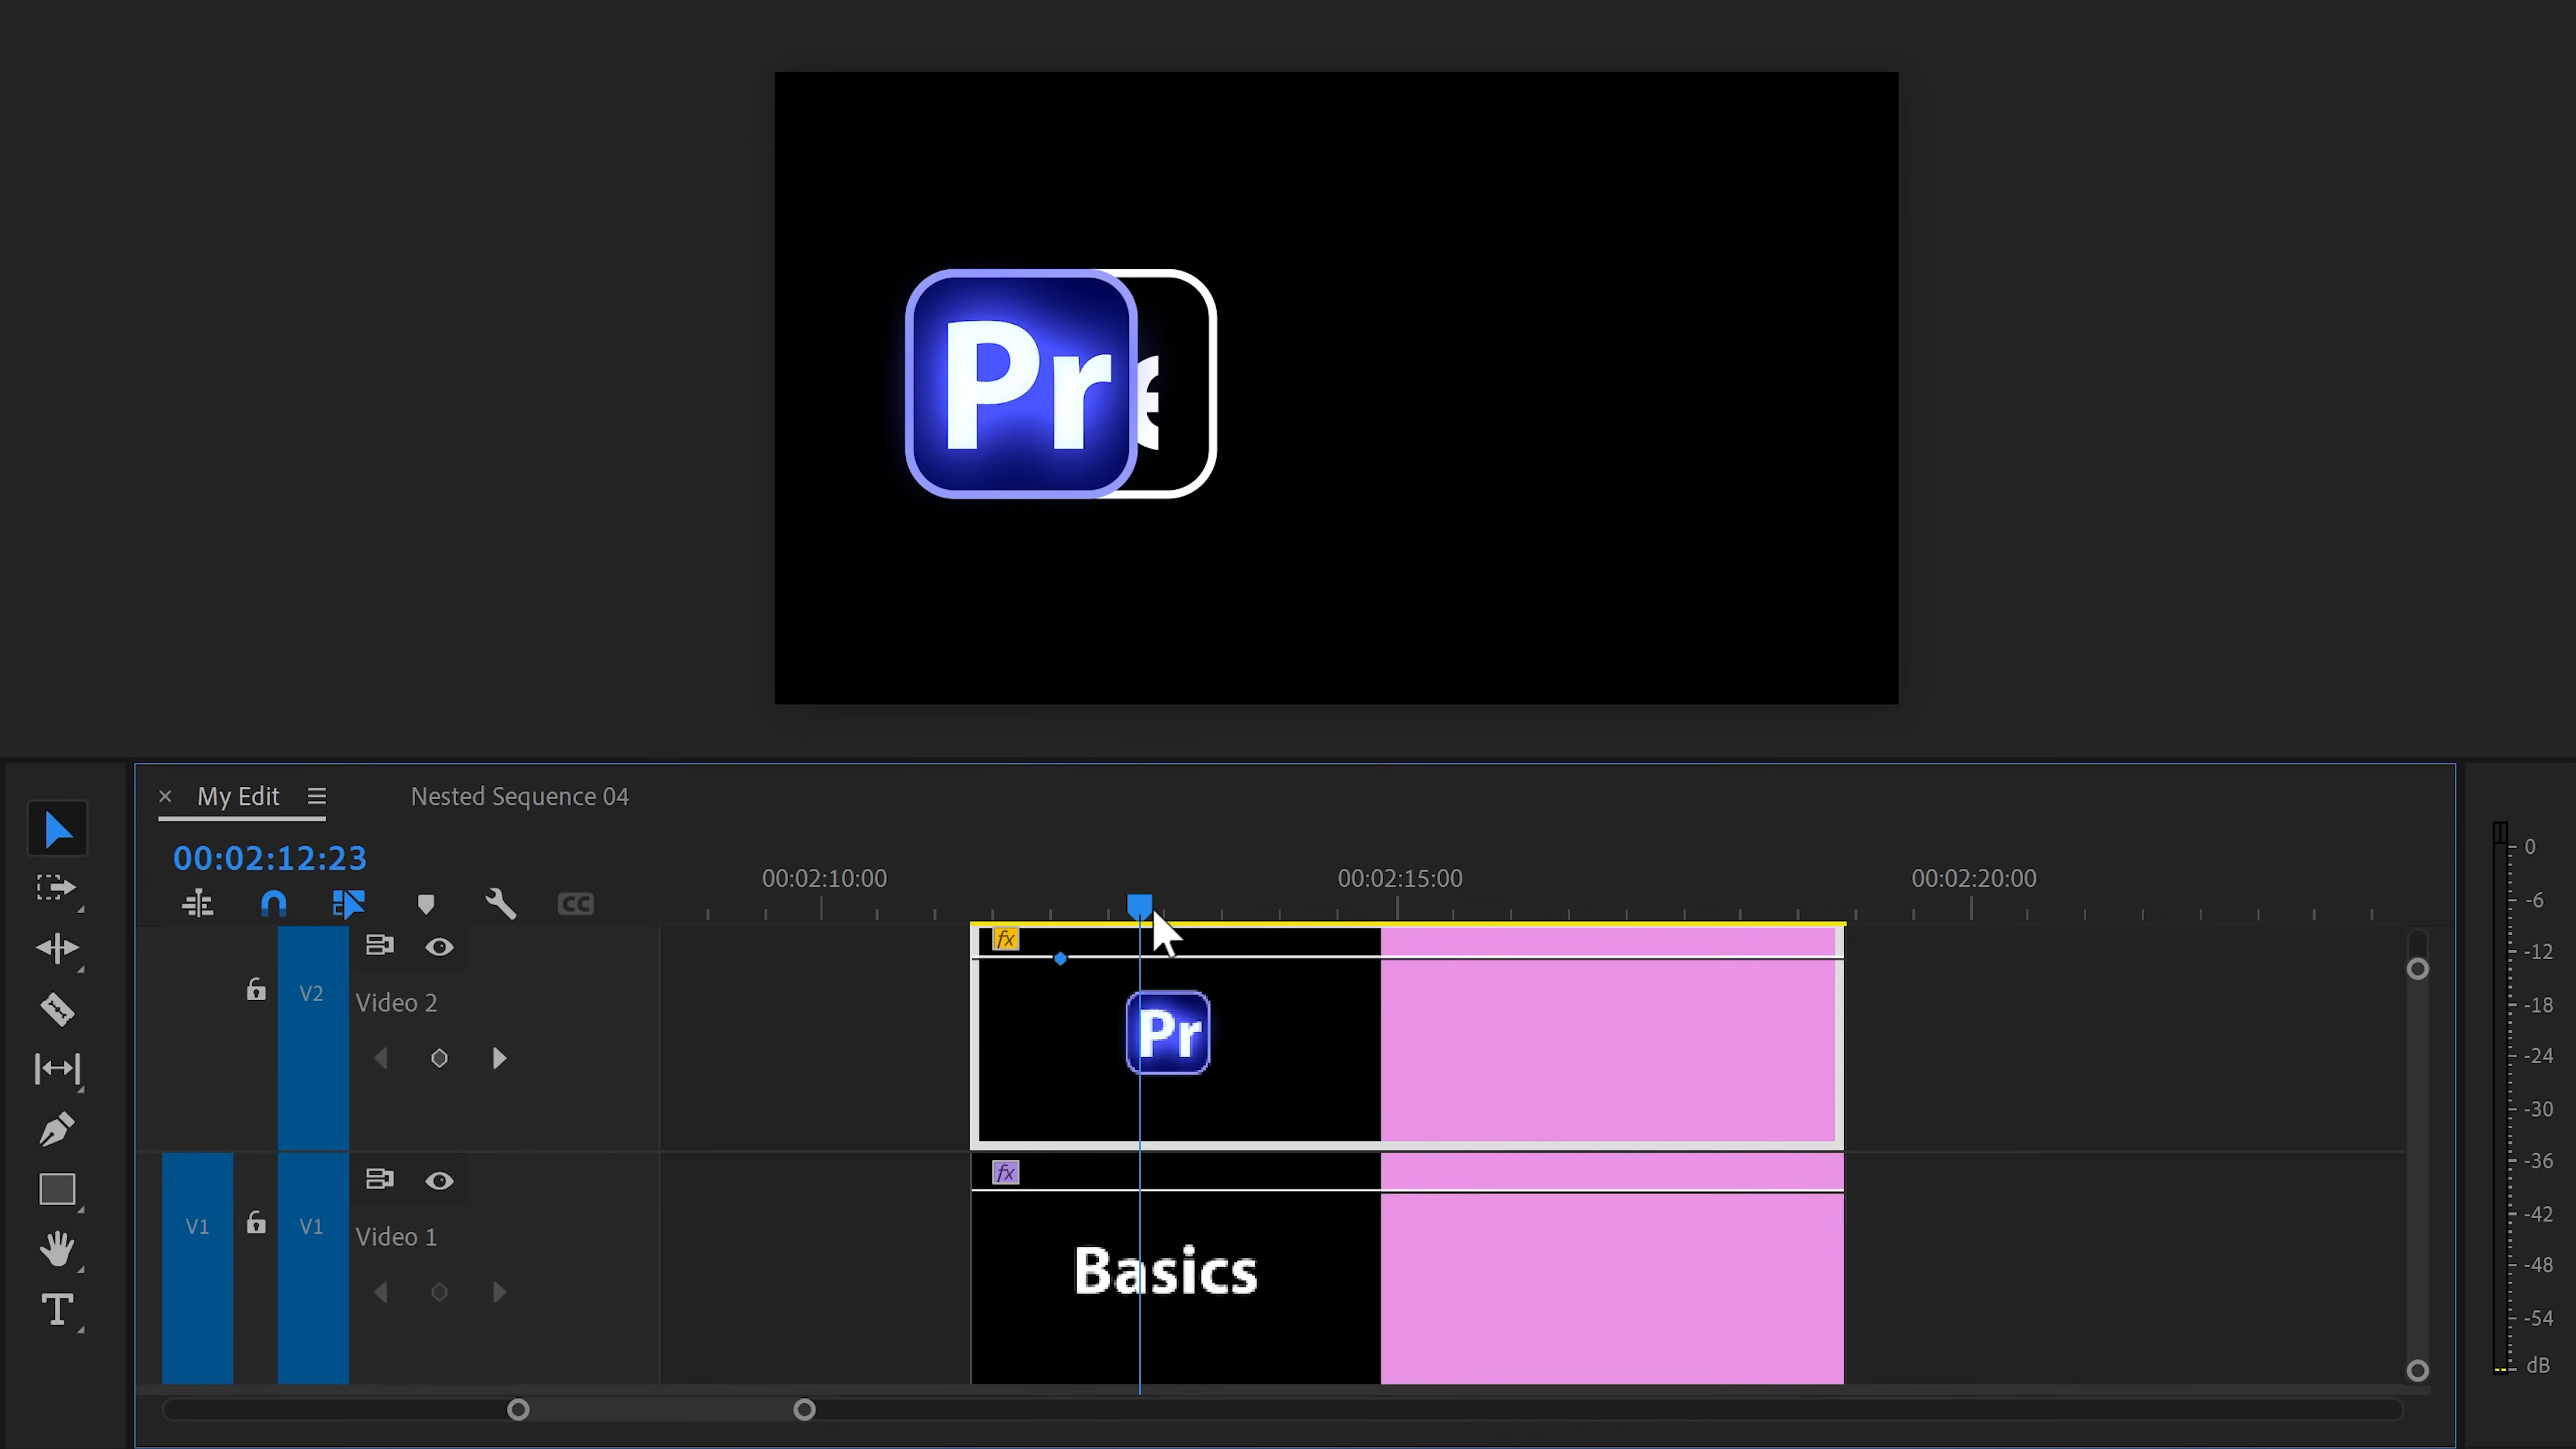 Pr
My Edit
Nested Sequence 04
00:02:12:23
00:02:10:00
00:02:15:00
00:02:20:00
CC
fx
V2
Video 2
Pr
fx
V1
V1
Video 1
Basics
T
0
-6
-12
-18
-24
-30
-36
-42
-48
-54
dB